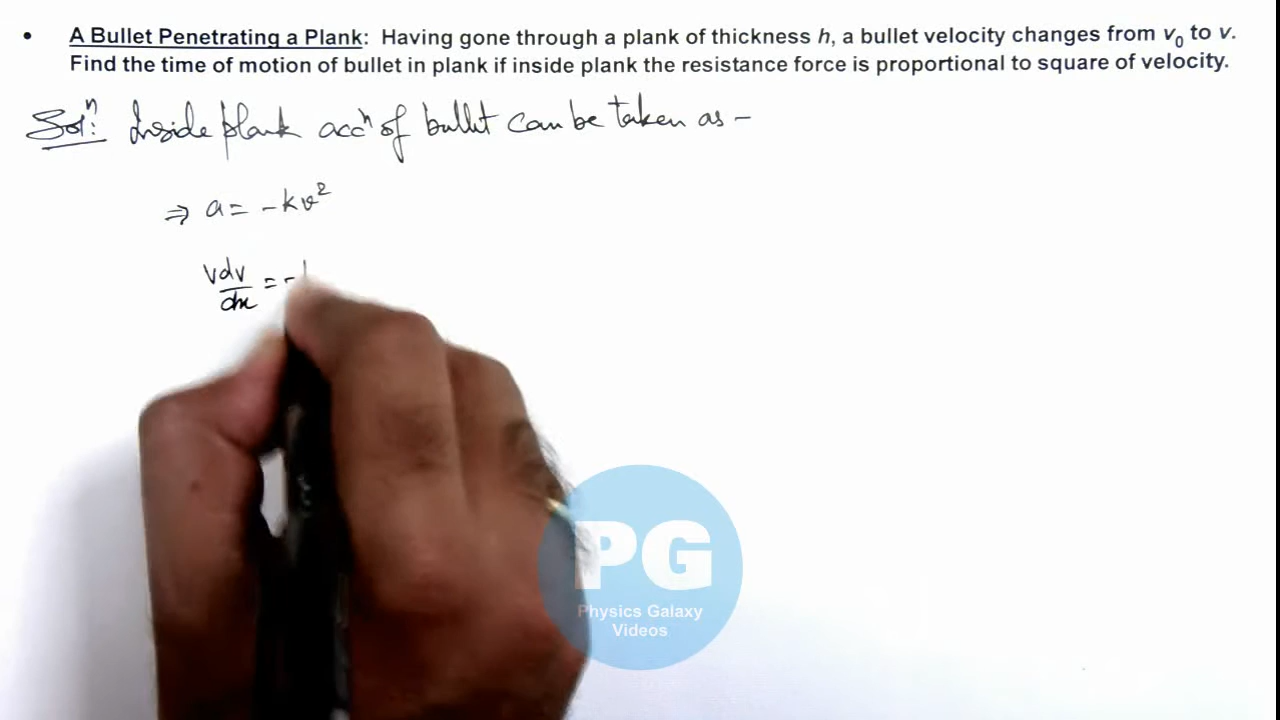 • A Bullet Penetrating a Plank: Having gone through a plank of thickness h, a bullet velocity changes from v₀ to v.
Find the time of motion of bullet in plank if inside plank the resistance force is proportional to square of velocity.
Solⁿ: Inside plank accⁿ of bullet can be taken as –
⇒ a = -kv²
vdv/dx = -
PG
Physics Galaxy
Videos